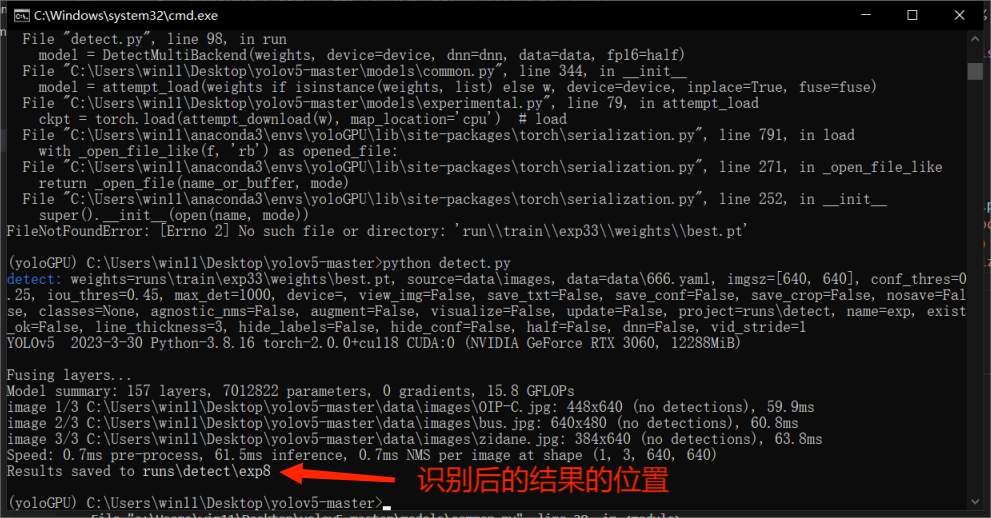 C:\Windows\system32\cmd.exe
File "detect.py", line 98, in run
model = DetectMultiBackend(weights, device=device, dnn=dnn, data=data, fp16=half)
File "C:\Users\win11\Desktop\yolov5-master\models\common.py", line 344, in __init__
model = attempt_load(weights if isinstance(weights, list) else w, device=device, inplace=True, fuse=fuse)
File "C:\Users\win11\Desktop\yolov5-master\models\experimental.py", line 79, in attempt_load
ckpt = torch.load(attempt_download(w), map_location='cpu')  # load
File "C:\Users\win11\anaconda3\envs\yoloGPU\lib\site-packages\torch\serialization.py", line 791, in load
with _open_file_like(f, 'rb') as opened_file:
File "C:\Users\win11\anaconda3\envs\yoloGPU\lib\site-packages\torch\serialization.py", line 271, in _open_file_like
return _open_file(name_or_buffer, mode)
File "C:\Users\win11\anaconda3\envs\yoloGPU\lib\site-packages\torch\serialization.py", line 252, in __init__
super().__init__(open(name, mode))
FileNotFoundError: [Errno 2] No such file or directory: 'run\\train\\exp33\\weights\\best.pt'
(yoloGPU) C:\Users\win11\Desktop\yolov5-master>python detect.py
detect: weights=runs\train\exp33\weights\best.pt, source=data\images, data=data\666.yaml, imgsz=[640, 640], conf_thres=0
.25, iou_thres=0.45, max_det=1000, device=, view_img=False, save_txt=False, save_conf=False, save_crop=False, nosave=Fal
se, classes=None, agnostic_nms=False, augment=False, visualize=False, update=False, project=runs\detect, name=exp, exist
_ok=False, line_thickness=3, hide_labels=False, hide_conf=False, half=False, dnn=False, vid_stride=1
YOLOv5  2023-3-30 Python-3.8.16 torch-2.0.0+cu118 CUDA:0 (NVIDIA GeForce RTX 3060, 12288MiB)
Fusing layers...
Model summary: 157 layers, 7012822 parameters, 0 gradients, 15.8 GFLOPs
image 1/3 C:\Users\win11\Desktop\yolov5-master\data\images\OIP-C.jpg: 448x640 (no detections), 59.9ms
image 2/3 C:\Users\win11\Desktop\yolov5-master\data\images\bus.jpg: 640x480 (no detections), 60.8ms
image 3/3 C:\Users\win11\Desktop\yolov5-master\data\images\zidane.jpg: 384x640 (no detections), 63.8ms
Speed: 0.7ms pre-process, 61.5ms inference, 0.7ms NMS per image at shape (1, 3, 640, 640)
Results saved to runs\detect\exp8
识别后的结果的位置
(yoloGPU) C:\Users\win11\Desktop\yolov5-master>